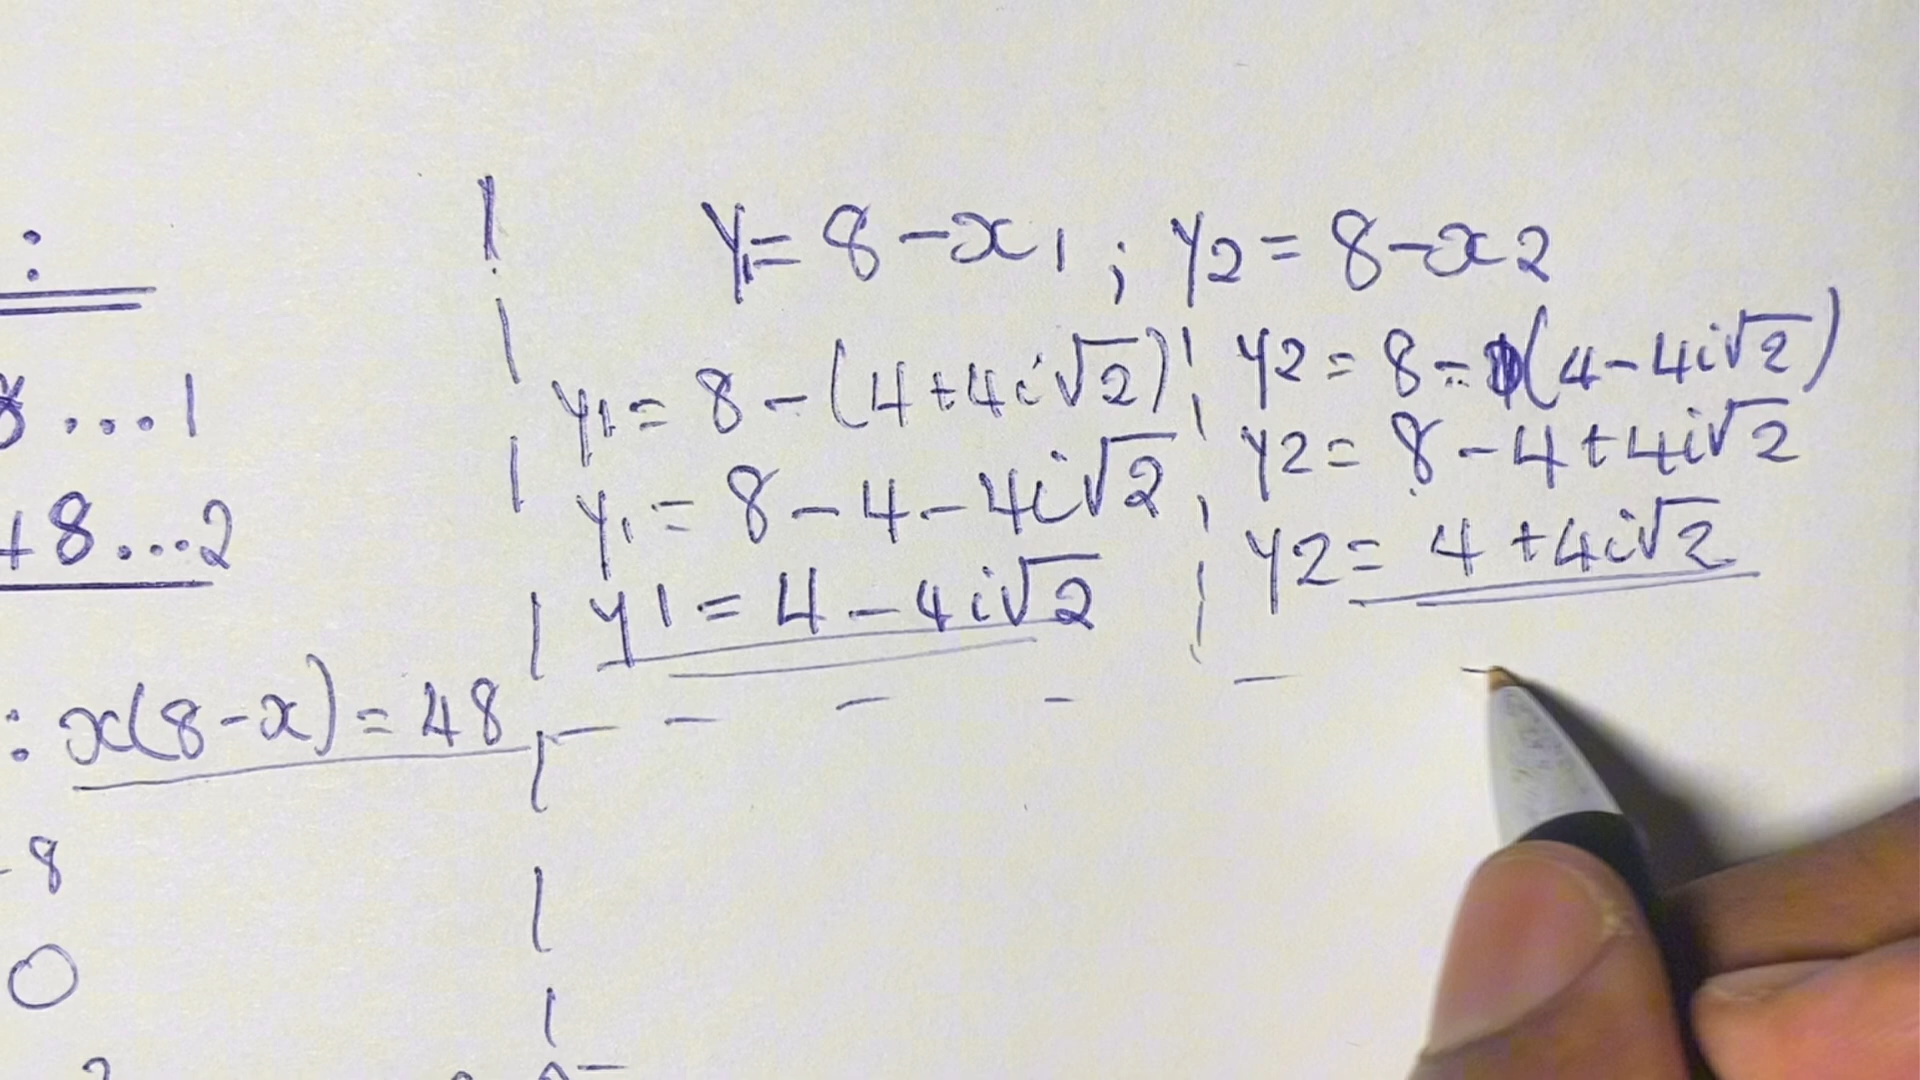 :
8 ...1
+8...2
: x(8-x) = 48
-8
0
2
y1 = 8 - x1 ; y2 = 8 - x2
y1 = 8 - (4 + 4i√2)
y1 = 8 - 4 - 4i√2
y1 = 4 - 4i√2
y2 = 8 - (4 - 4i√2)
y2 = 8 - 4 + 4i√2
y2 = 4 + 4i√2